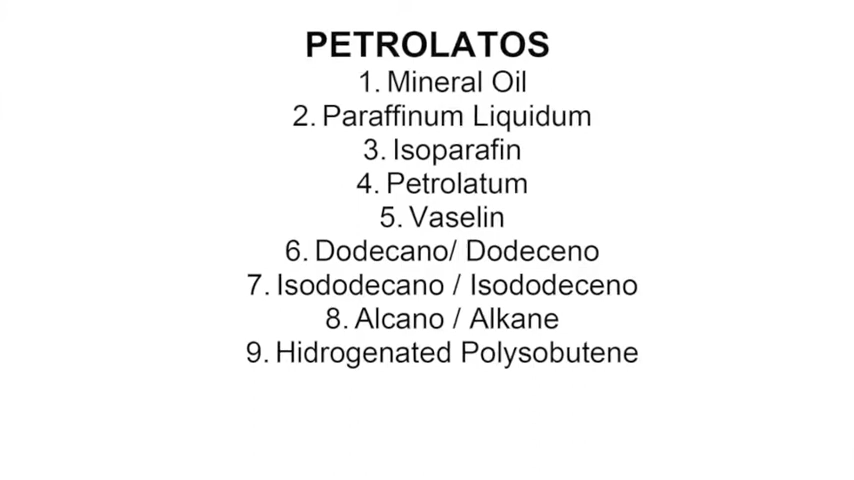 PETROLATOS
1. Mineral Oil
2. Paraffinum Liquidum
3. Isoparafin
4. Petrolatum
5. Vaselin
6. Dodecano/ Dodeceno
7. Isododecano / Isododeceno
8. Alcano / Alkane
9. Hidrogenated Polysobutene